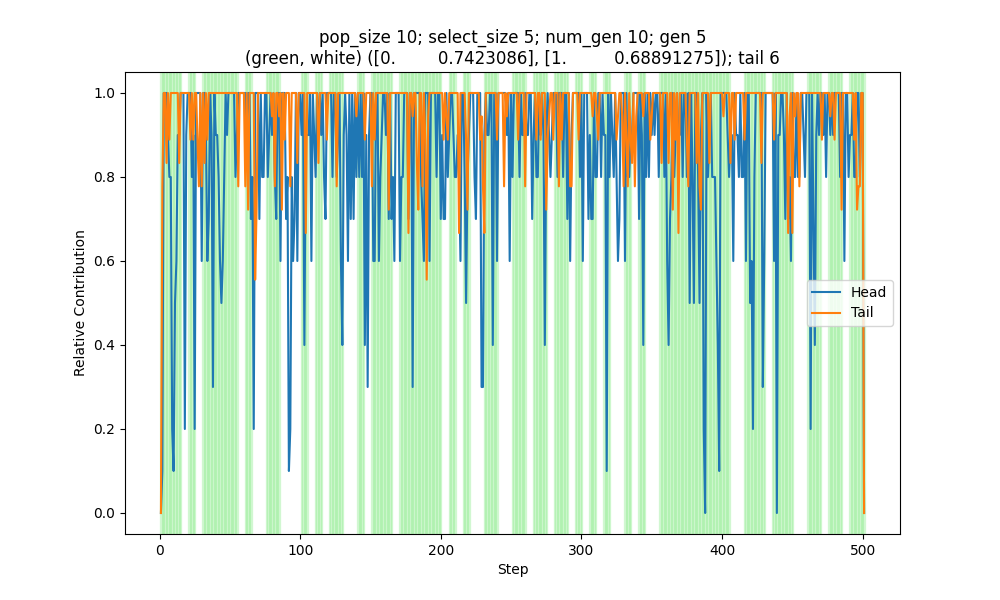 pop_size 10; select_size 5; num_gen 10; gen 5
(green, white) ([0. 0.7423086], [1. 0.68891275]); tail 6
1.0
0.8
0.6
0.4
0.2
0.0
Relative Contribution
Head
Tail
0 100 200 300 400 500
Step